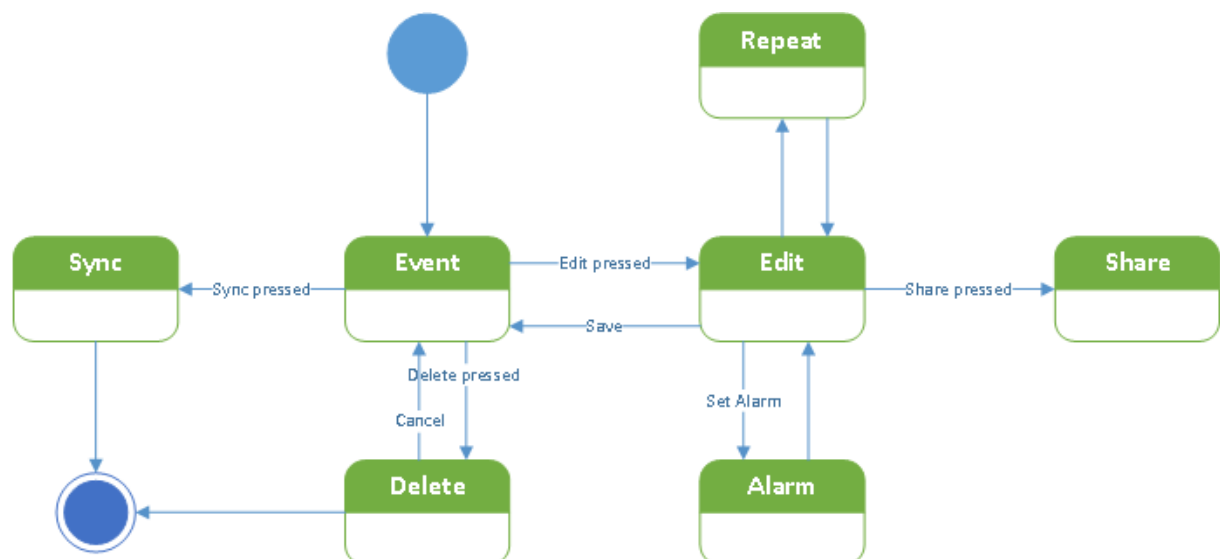 Repeat
Sync
Event
Edit pressed
Edit
Share
Sync pressed
Share pressed
Save
Delete pressed
Set Alarm
Cancel
Delete
Alarm